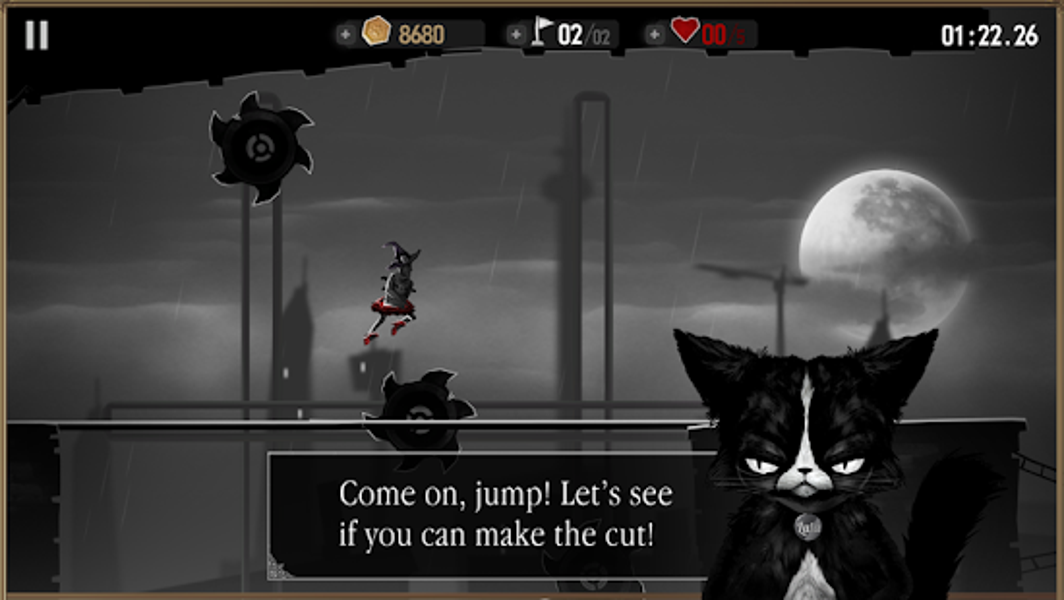 8680 02/02 00/5 01:22.26
Come on, jump! Let's see
if you can make the cut!